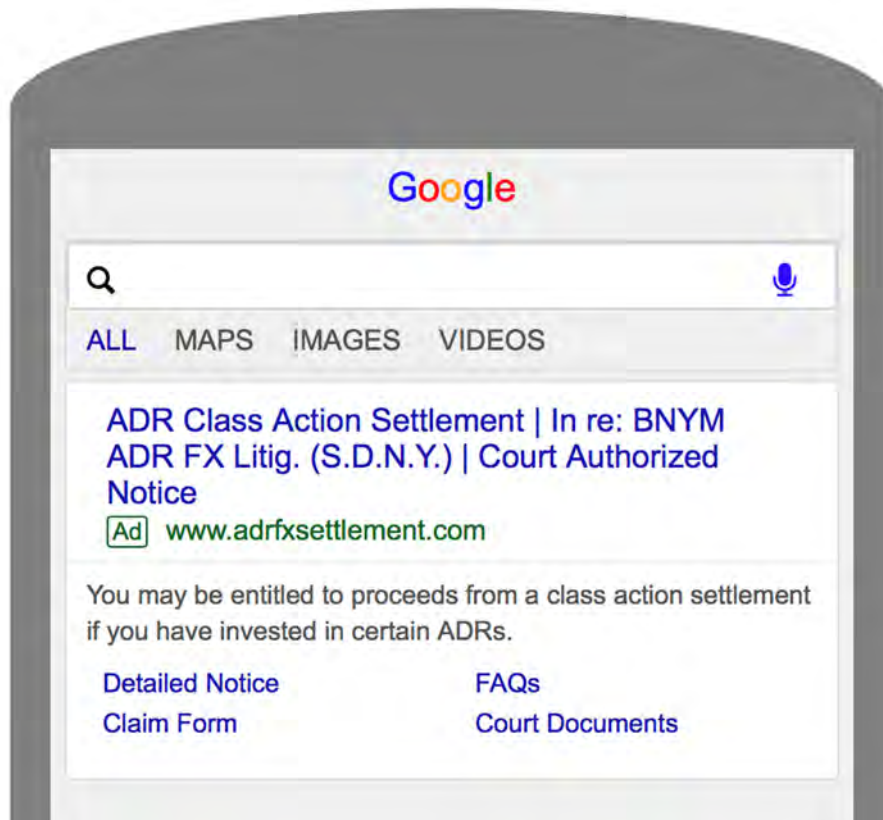 Google
ALL MAPS IMAGES VIDEOS
ADR Class Action Settlement | In re: BNYM
ADR FX Litig. (S.D.N.Y.) | Court Authorized
Notice
Ad www.adrfxsettlement.com
You may be entitled to proceeds from a class action settlement
if you have invested in certain ADRs.
Detailed Notice FAQs
Claim Form Court Documents